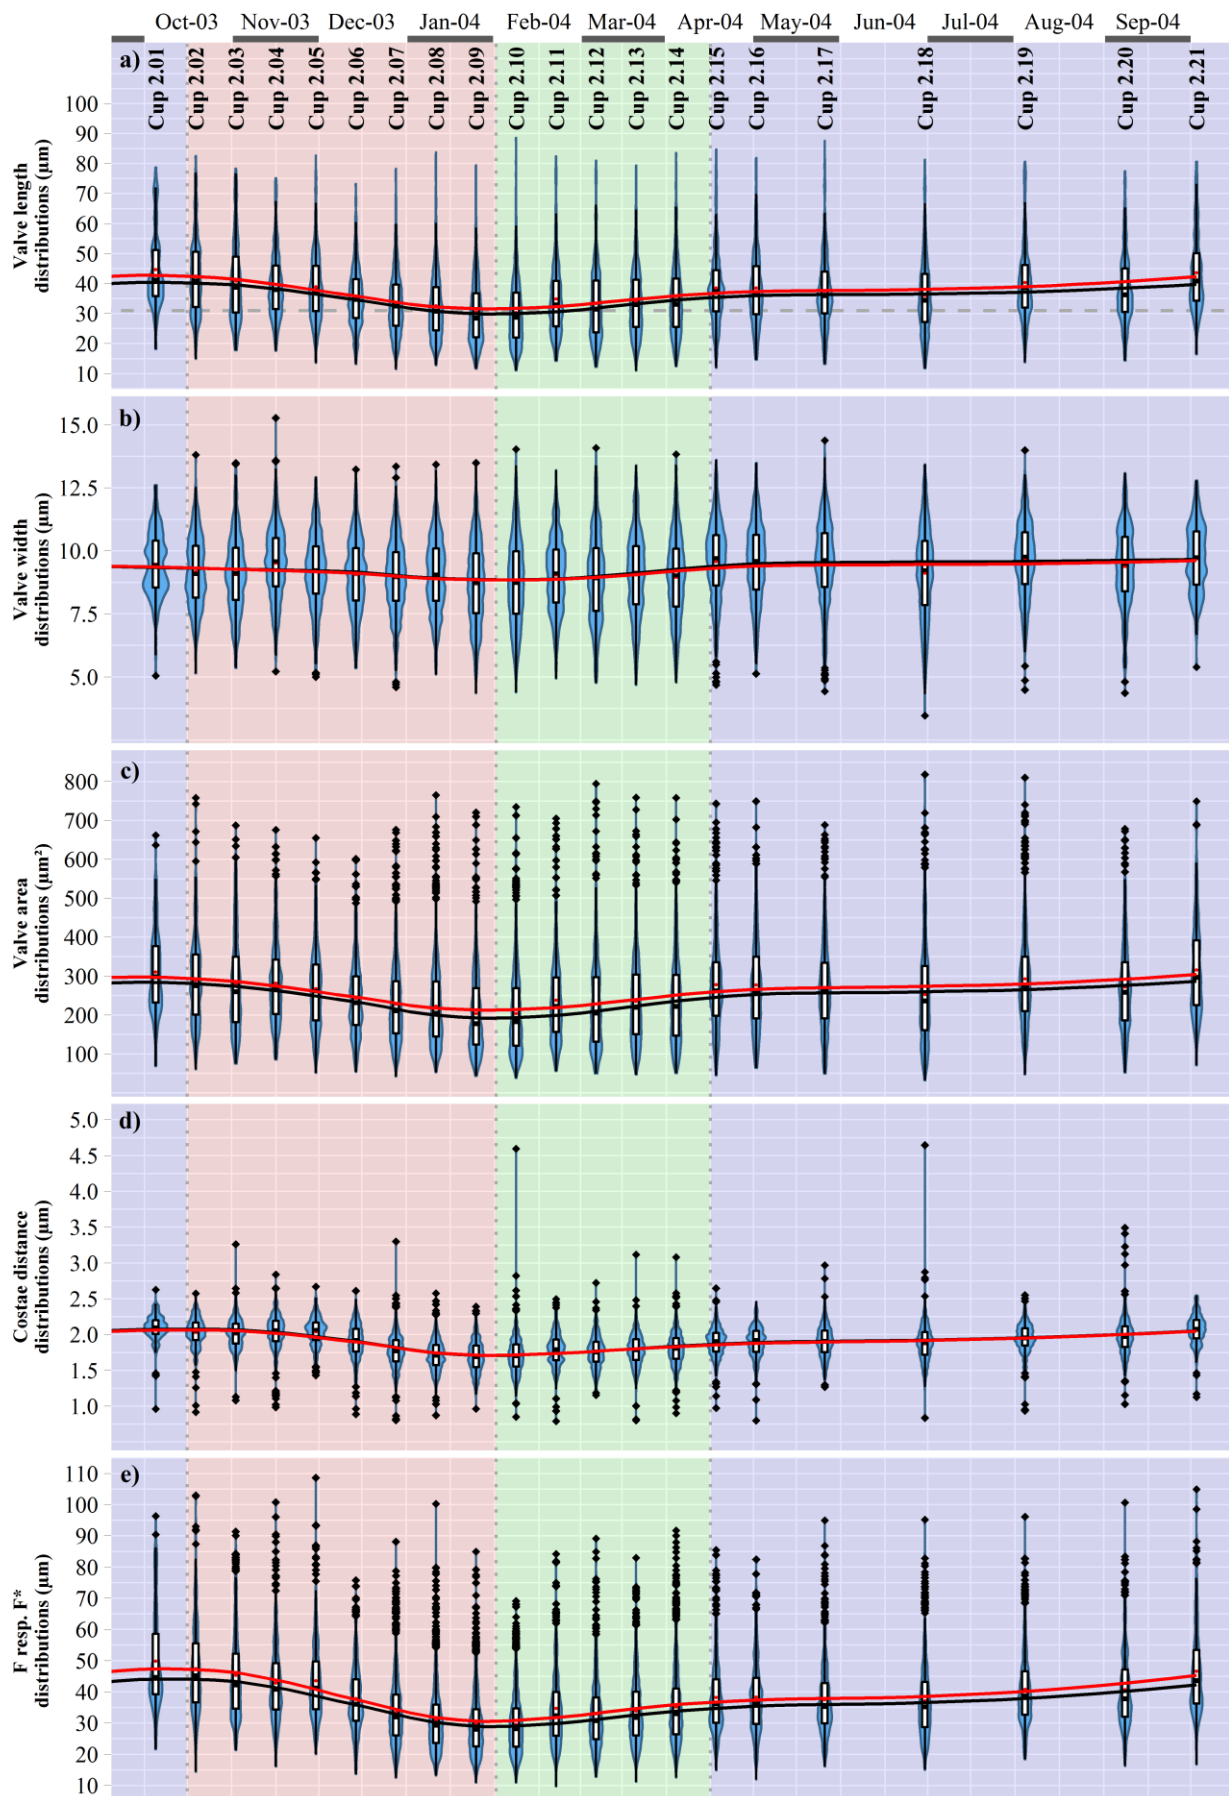 Oct-03 Nov-03 Dec-03 Jan-04 Feb-04 Mar-04 Apr-04 May-04 Jun-04 Jul-04 Aug-04 Sep-04
Cup 2.01
Cup 2.02
Cup 2.03
Cup 2.04
Cup 2.05
Cup 2.06
Cup 2.07
Cup 2.08
Cup 2.09
Cup 2.10
Cup 2.11
Cup 2.12
Cup 2.13
Cup 2.14
Cup 2.15
Cup 2.16
Cup 2.17
Cup 2.18
Cup 2.19
Cup 2.20
Cup 2.21
a)
Valve length
distributions (µm)
100
90
80
70
60
50
40
30
20
10
b)
Valve width
distributions (µm)
15.0
12.5
10.0
7.5
5.0
c)
Valve area
distributions (µm²)
800
700
600
500
400
300
200
100
d)
Costae distance
distributions (µm)
5.0
4.5
4.0
3.5
3.0
2.5
2.0
1.5
1.0
e)
F resp. F*
distributions (µm)
110
100
90
80
70
60
50
40
30
20
10